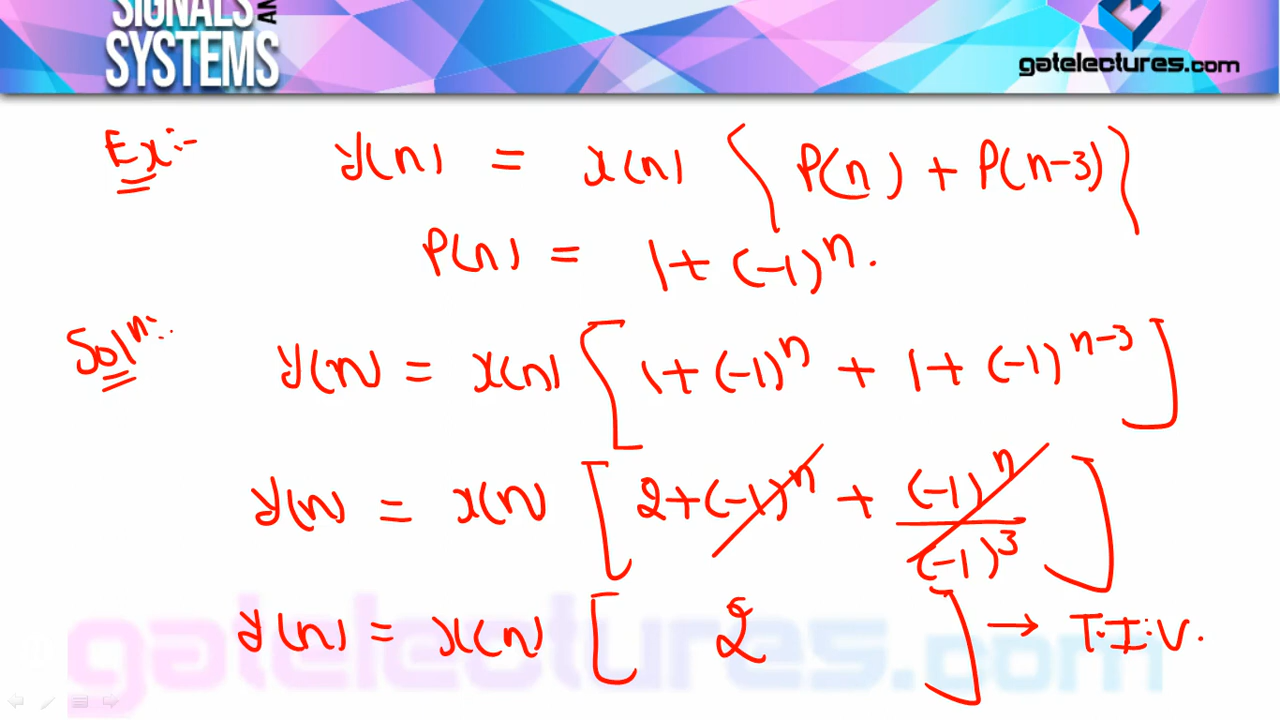 SIGNALS AND
SYSTEMS
gatelectures.com
Ex:- y(n) = x(n) { P(n) + P(n-3) }
P(n) = 1 + (-1)^n.
Solⁿ:- y(n) = x(n) [ 1 + (-1)^n + 1 + (-1)^{n-3} ]
y(n) = x(n) [ 2 + (-1)^n + (-1)^n / (-1)^3 ]
y(n) = x(n) [ 2 ] → T.I.V.
gatelectures.com